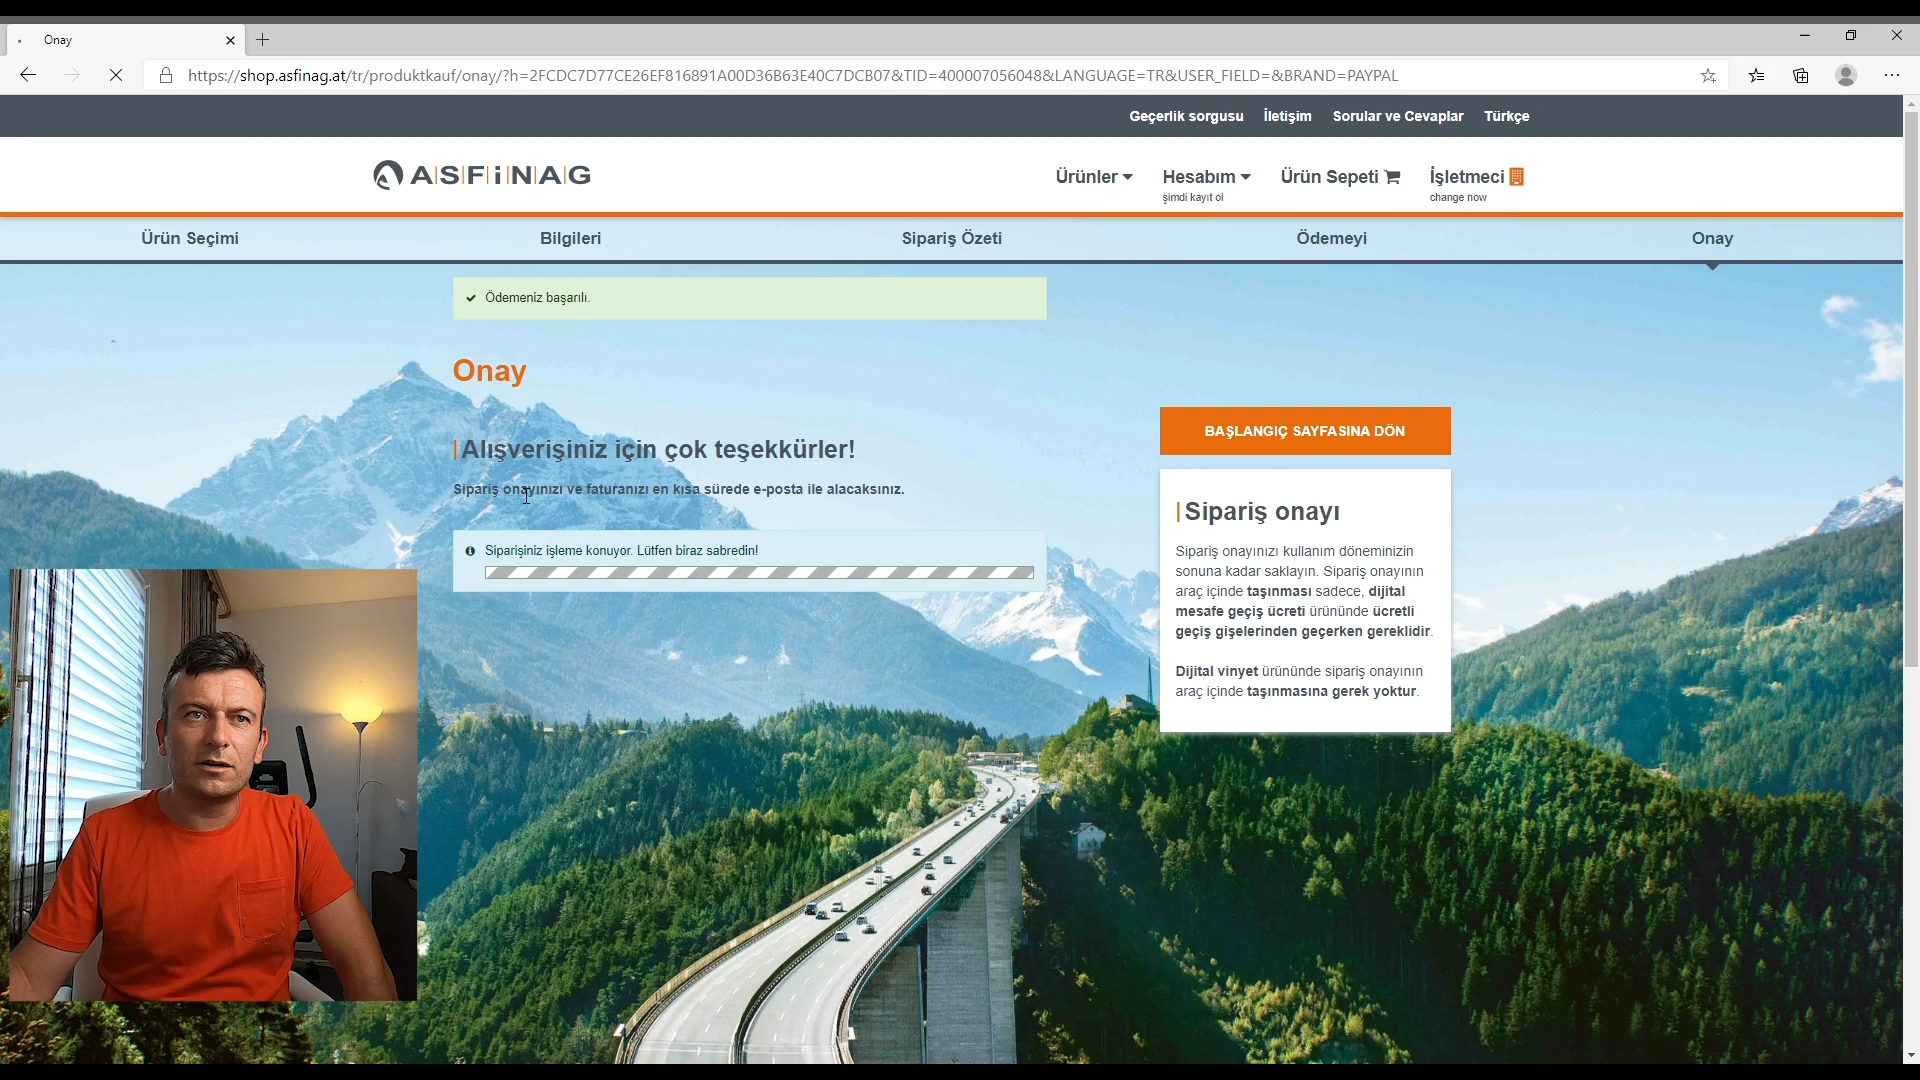 Onay
https://shop.asfinag.at/tr/produktkauf/onay/?h=2FCDC7D77CE26EF816891A00D36B63E40C7DCB07&TID=400007056048&LANGUAGE=TR&USER_FIELD=&BRAND=PAYPAL
Geçerlik sorgusu İletişim Sorular ve Cevaplar Türkçe
ASFiNAG
Ürünler Hesabım Ürün Sepeti İşletmeci
şimdi kayıt ol change now
Ürün Seçimi Bilgileri Sipariş Özeti Ödemeyi Onay
Ödemeniz başarılı.
Onay
Alışverişiniz için çok teşekkürler!
Sipariş onayınızı ve faturanızı en kısa sürede e-posta ile alacaksınız.
Siparişiniz işleme konuyor. Lütfen biraz sabredin!
BAŞLANGIÇ SAYFASINA DÖN
Sipariş onayı
Sipariş onayınızı kullanım döneminizin
sonuna kadar saklayın. Sipariş onayının
araç içinde taşınması sadece, dijital
mesafe geçiş ücreti ürününde ücretli
geçiş gişelerinden geçerken gereklidir.
Dijital vinyet ürününde sipariş onayının
araç içinde taşınmasına gerek yoktur.